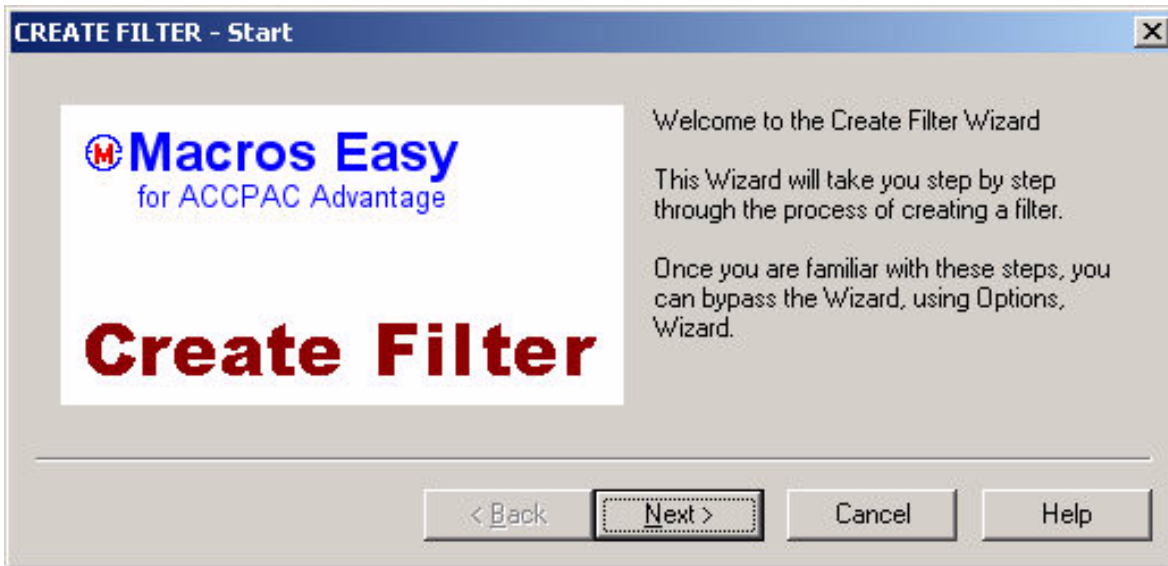 CREATE FILTER - Start
M
Macros Easy
for ACCPAC Advantage
Create Filter
Welcome to the Create Filter Wizard
This Wizard will take you step by step
through the process of creating a filter.
Once you are familiar with these steps, you
can bypass the Wizard, using Options,
Wizard.
< Back
Next >
Cancel
Help